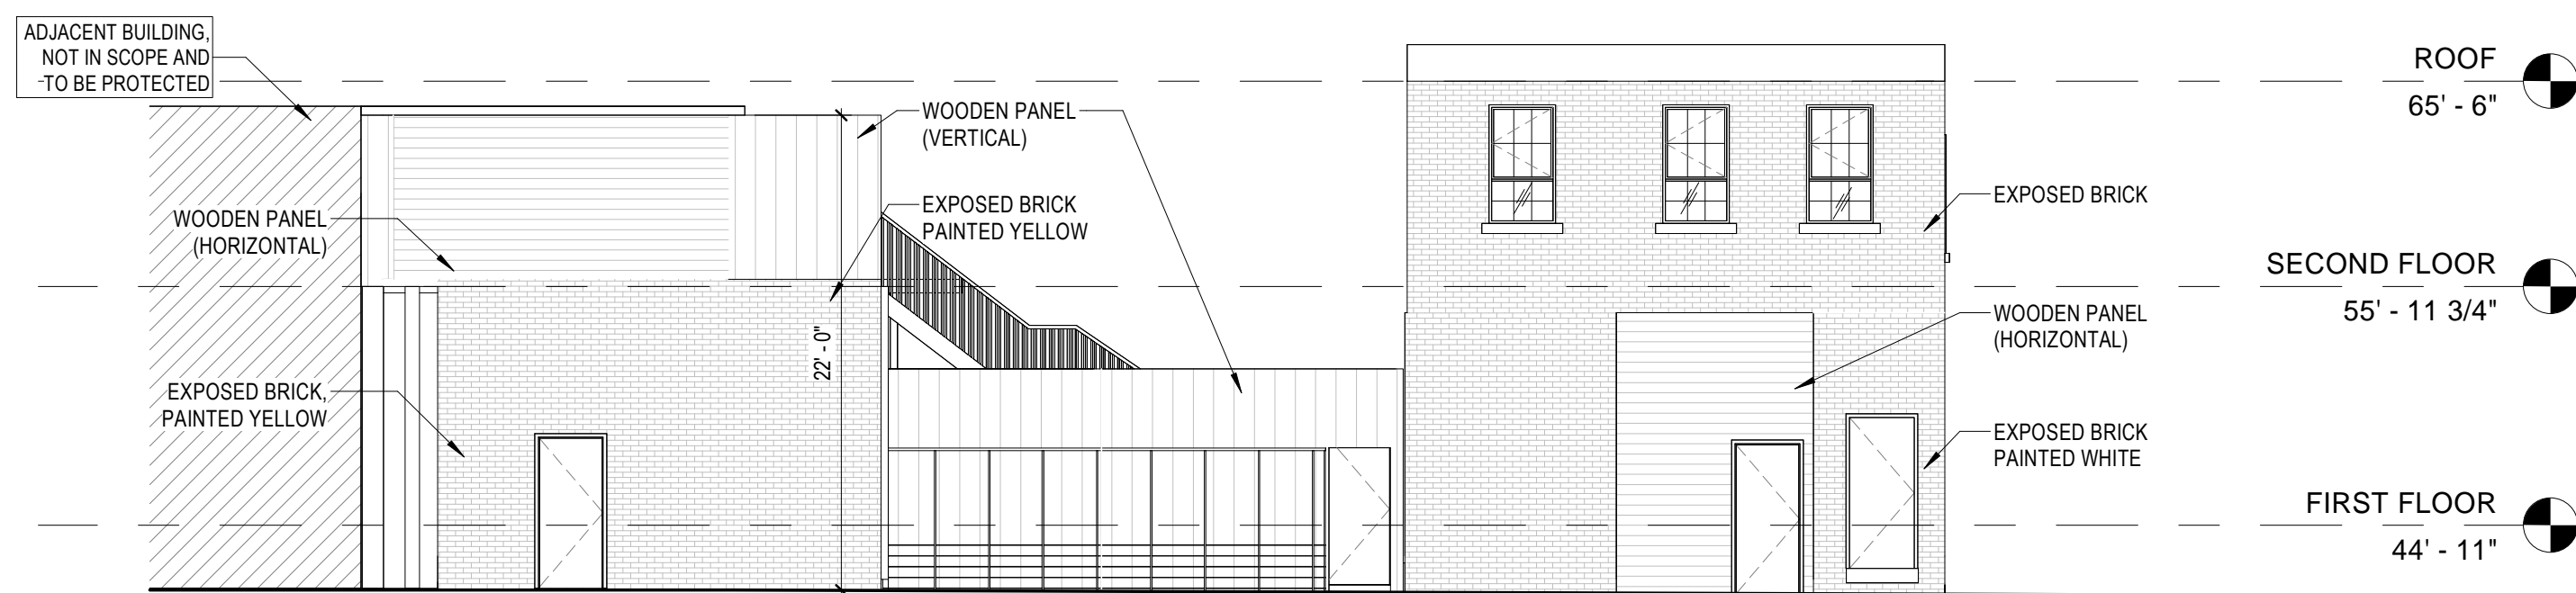 ADJACENT BUILDING,
NOT IN SCOPE AND
TO BE PROTECTED
WOODEN PANEL
(HORIZONTAL)
EXPOSED BRICK,
PAINTED YELLOW
22' - 0"
WOODEN PANEL
(VERTICAL)
EXPOSED BRICK
PAINTED YELLOW
EXPOSED BRICK
WOODEN PANEL
(HORIZONTAL)
EXPOSED BRICK
PAINTED WHITE
ROOF
65' - 6"
SECOND FLOOR
55' - 11 3/4"
FIRST FLOOR
44' - 11"